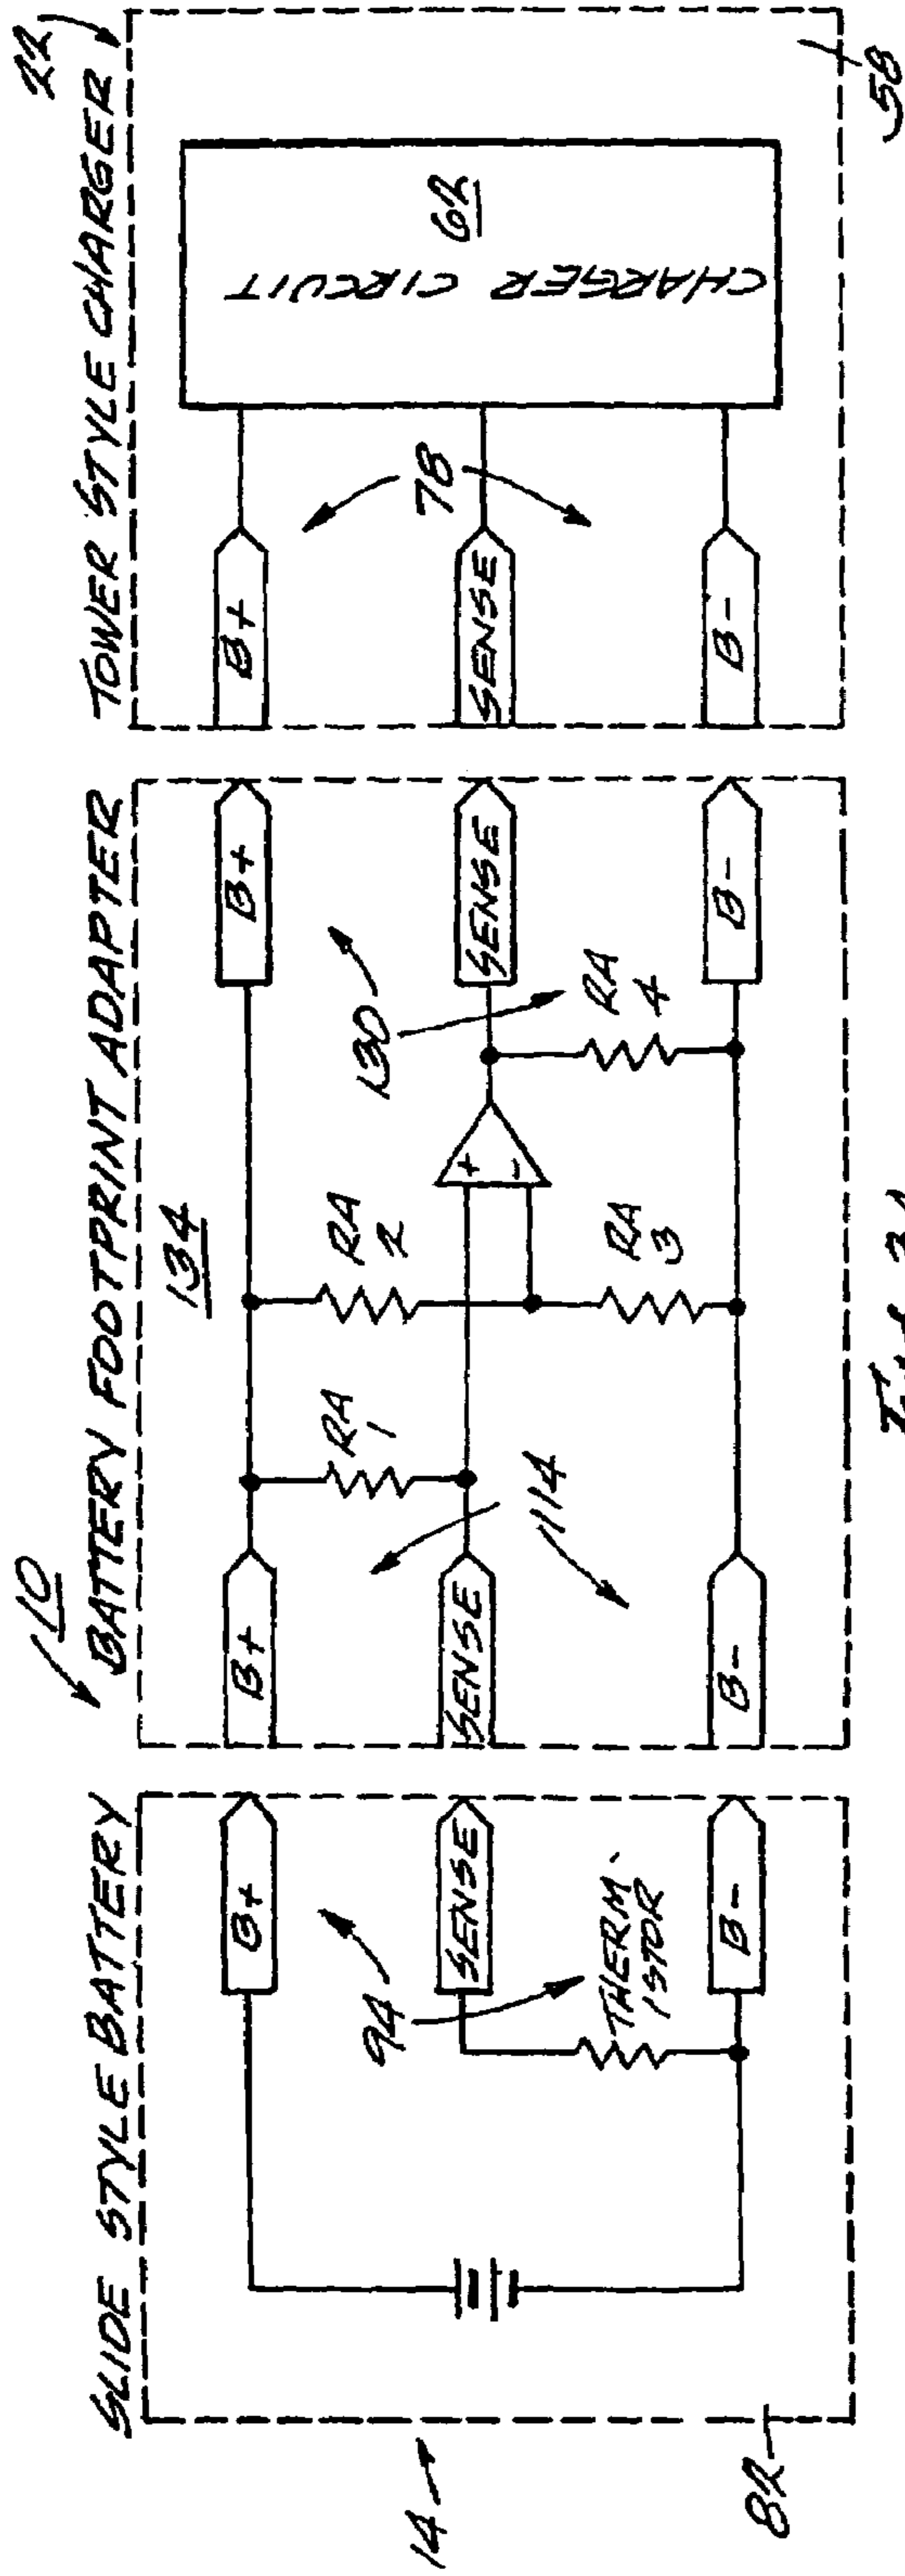 10
22
SLIDE STYLE BATTERY
BATTERY FOOTPRINT ADAPTER
TOWER STYLE CHARGER
134
B+
B+
B+
B+
RA
1
RA
2
94
130
78
CHARGER CIRCUIT
62
SENSE
SENSE
SENSE
SENSE
+
-
THERM-
ISTOR
114
RA
3
RA
4
B-
B-
B-
B-
14
82
58